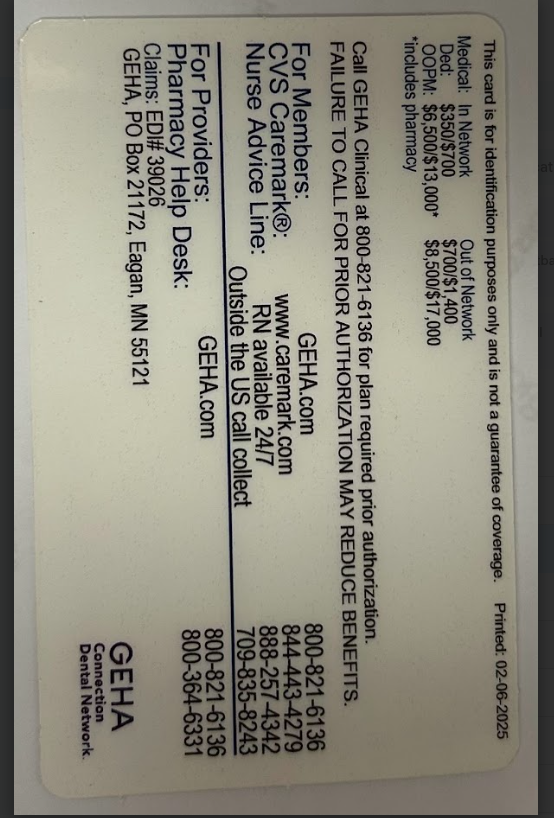 This card is for identification purposes only and is not a guarantee of coverage. Printed: 02-06-2025
Medical: In Network Out of Network
Ded: $350/$700 $700/$1,400
OOPM: $6,500/$13,000* $8,500/$17,000
*includes pharmacy
Call GEHA Clinical at 800-821-6136 for plan required prior authorization.
FAILURE TO CALL FOR PRIOR AUTHORIZATION MAY REDUCE BENEFITS.
For Members: GEHA.com 800-821-6136
CVS Caremark®: www.caremark.com 844-443-4279
Nurse Advice Line: RN available 24/7 888-257-4342
Outside the US call collect 709-835-8243
For Providers: GEHA.com 800-821-6136
Pharmacy Help Desk: 800-364-6331
Claims: EDI# 39026
GEHA, PO Box 21172, Eagan, MN 55121
GEHA
Connection
Dental Network.